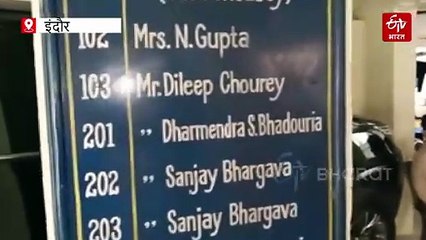 इंदौर
ETV
भारत
102 Mrs. N. Gupta
103 Mr. Dileep Chourey
201 " Dharmendra S. Bhadouria
202 " Sanjay Bhargava
BHARAT
203 " Sanjay Bhargava